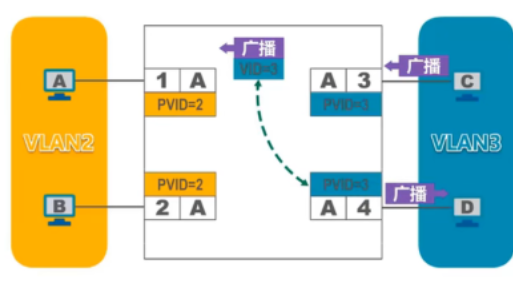 广播
广播
VID=3
A
1 A
A 3
C
PVID=2
PVID=3
VLAN2
VLAN3
PVID=2
PVID=3
广播
B
2 A
A 4
D